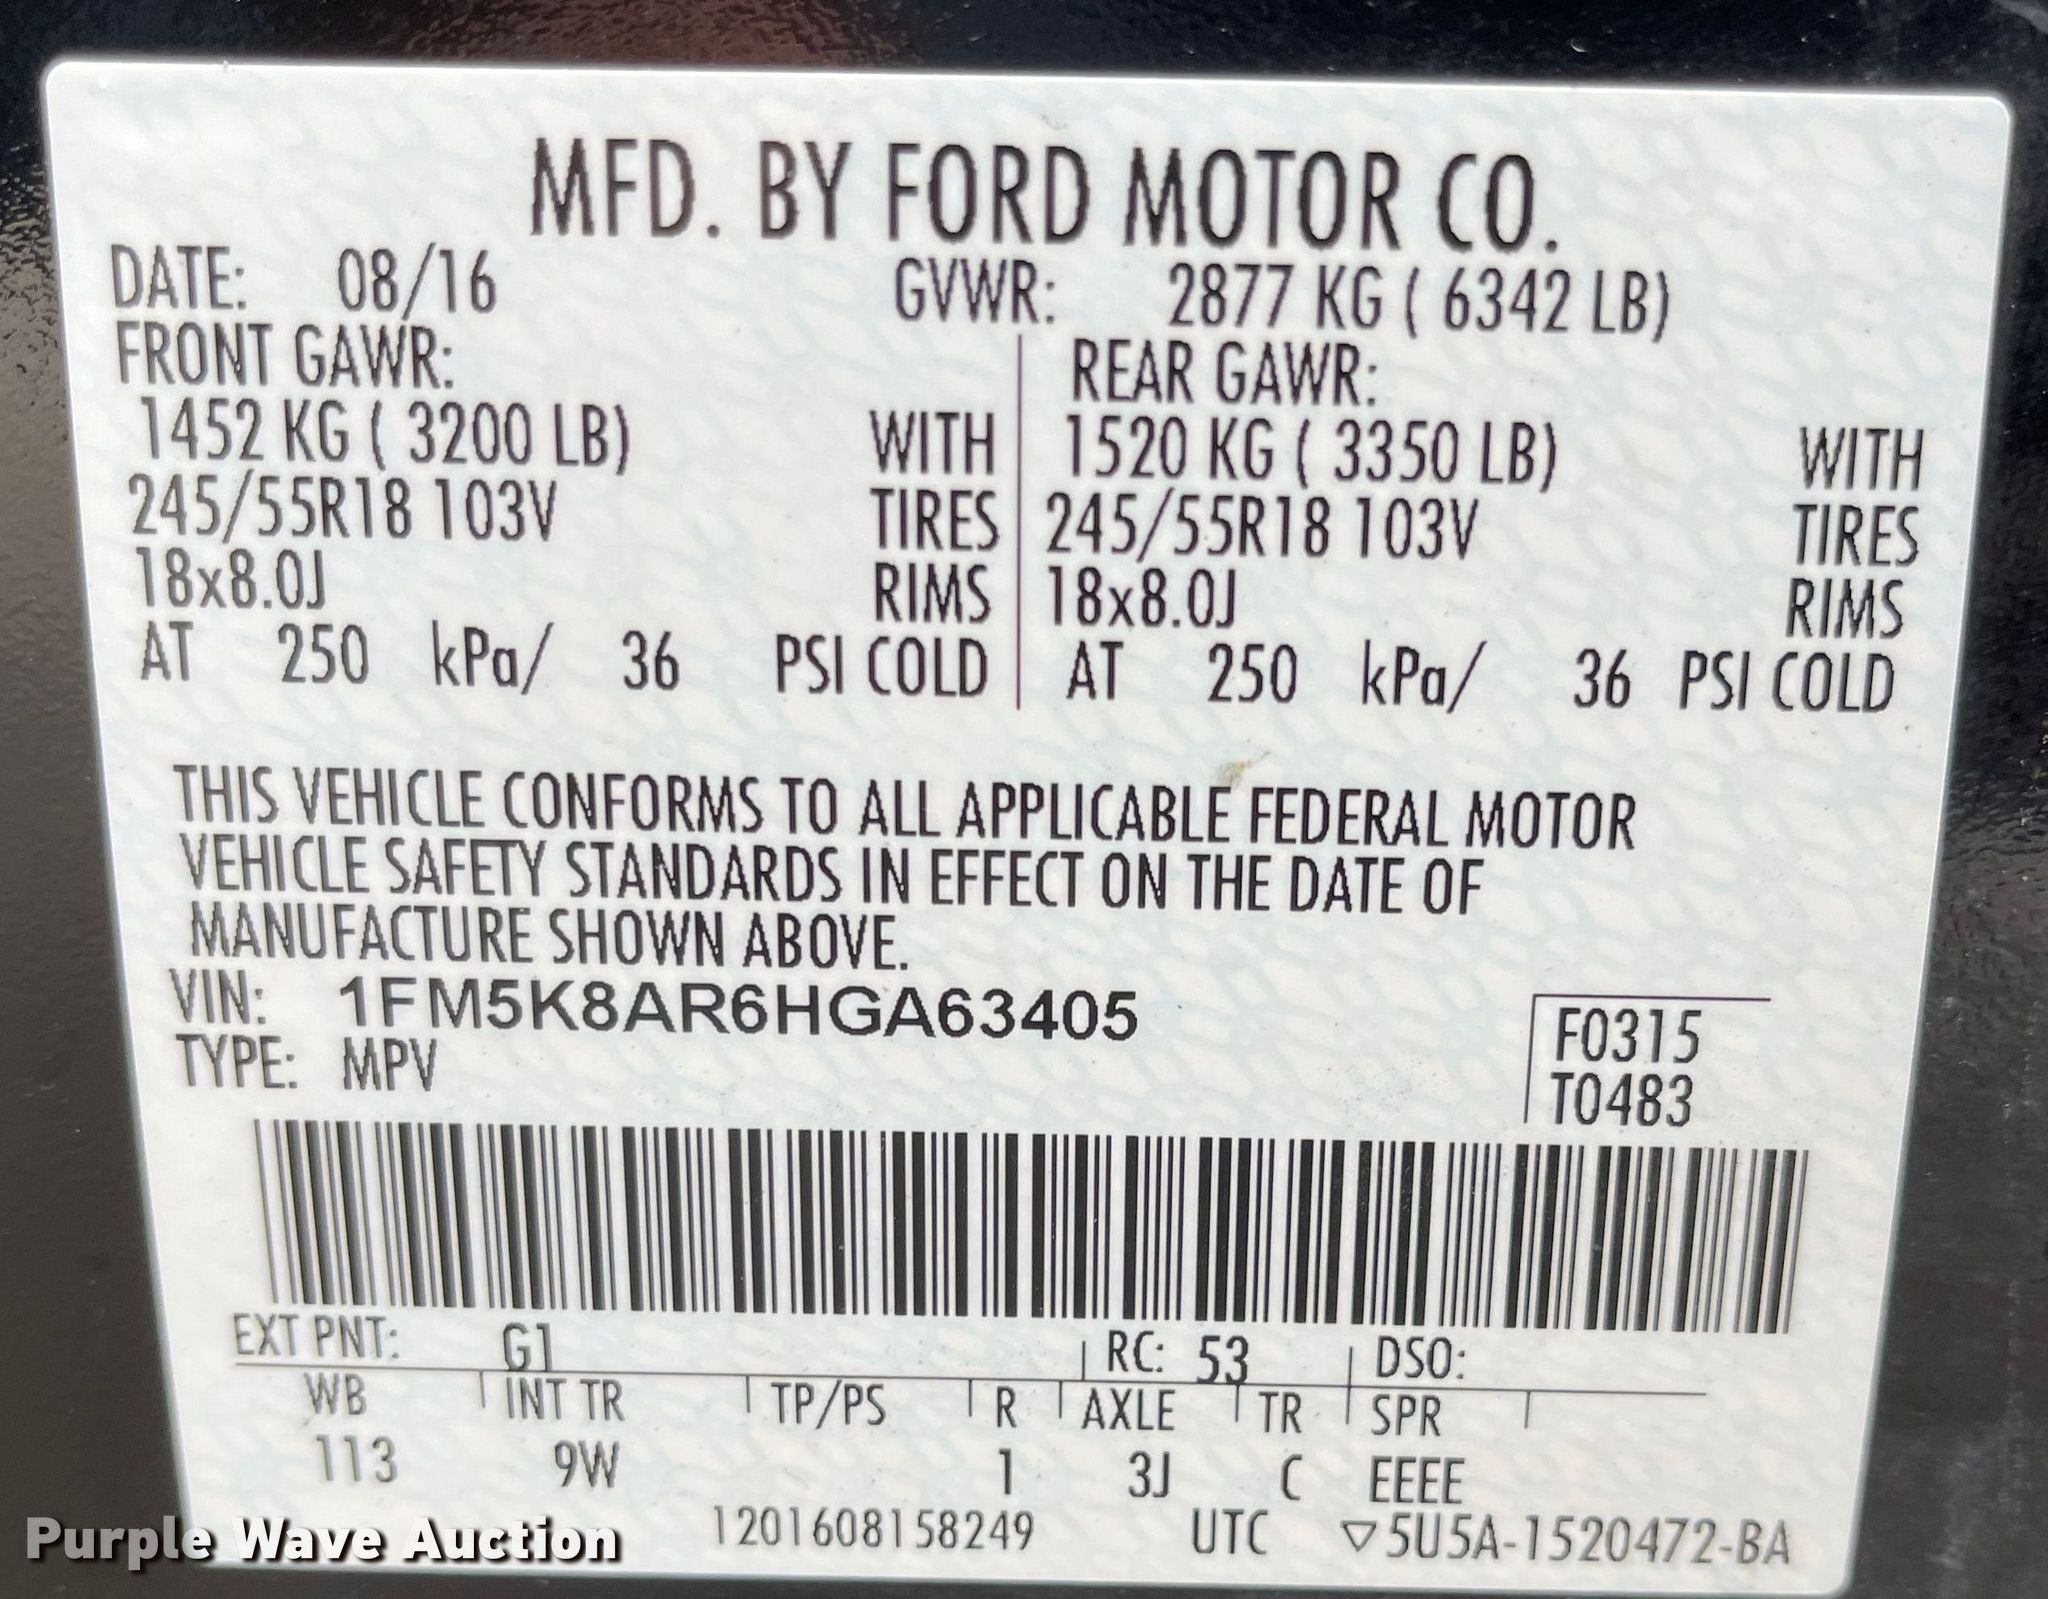 MFD. BY FORD MOTOR CO.
DATE: 08/16 GVWR: 2877 KG ( 6342 LB)
FRONT GAWR: REAR GAWR:
1452 KG ( 3200 LB) WITH 1520 KG ( 3350 LB) WITH
245/55R18 103V TIRES 245/55R18 103V TIRES
18x8.0J RIMS 18x8.0J RIMS
AT 250 kPa/ 36 PSI COLD AT 250 kPa/ 36 PSI COLD
THIS VEHICLE CONFORMS TO ALL APPLICABLE FEDERAL MOTOR
VEHICLE SAFETY STANDARDS IN EFFECT ON THE DATE OF
MANUFACTURE SHOWN ABOVE.
VIN: 1FM5K8AR6HGA63405
TYPE: MPV
F0315
T0483
EXT PNT: G1 RC: 53 DSO:
WB INT TR TP/PS R AXLE TR SPR
113 9W 1 3J C EEEE
1201608158249 UTC ▽5U5A-1520472-BA
Purple Wave Auction